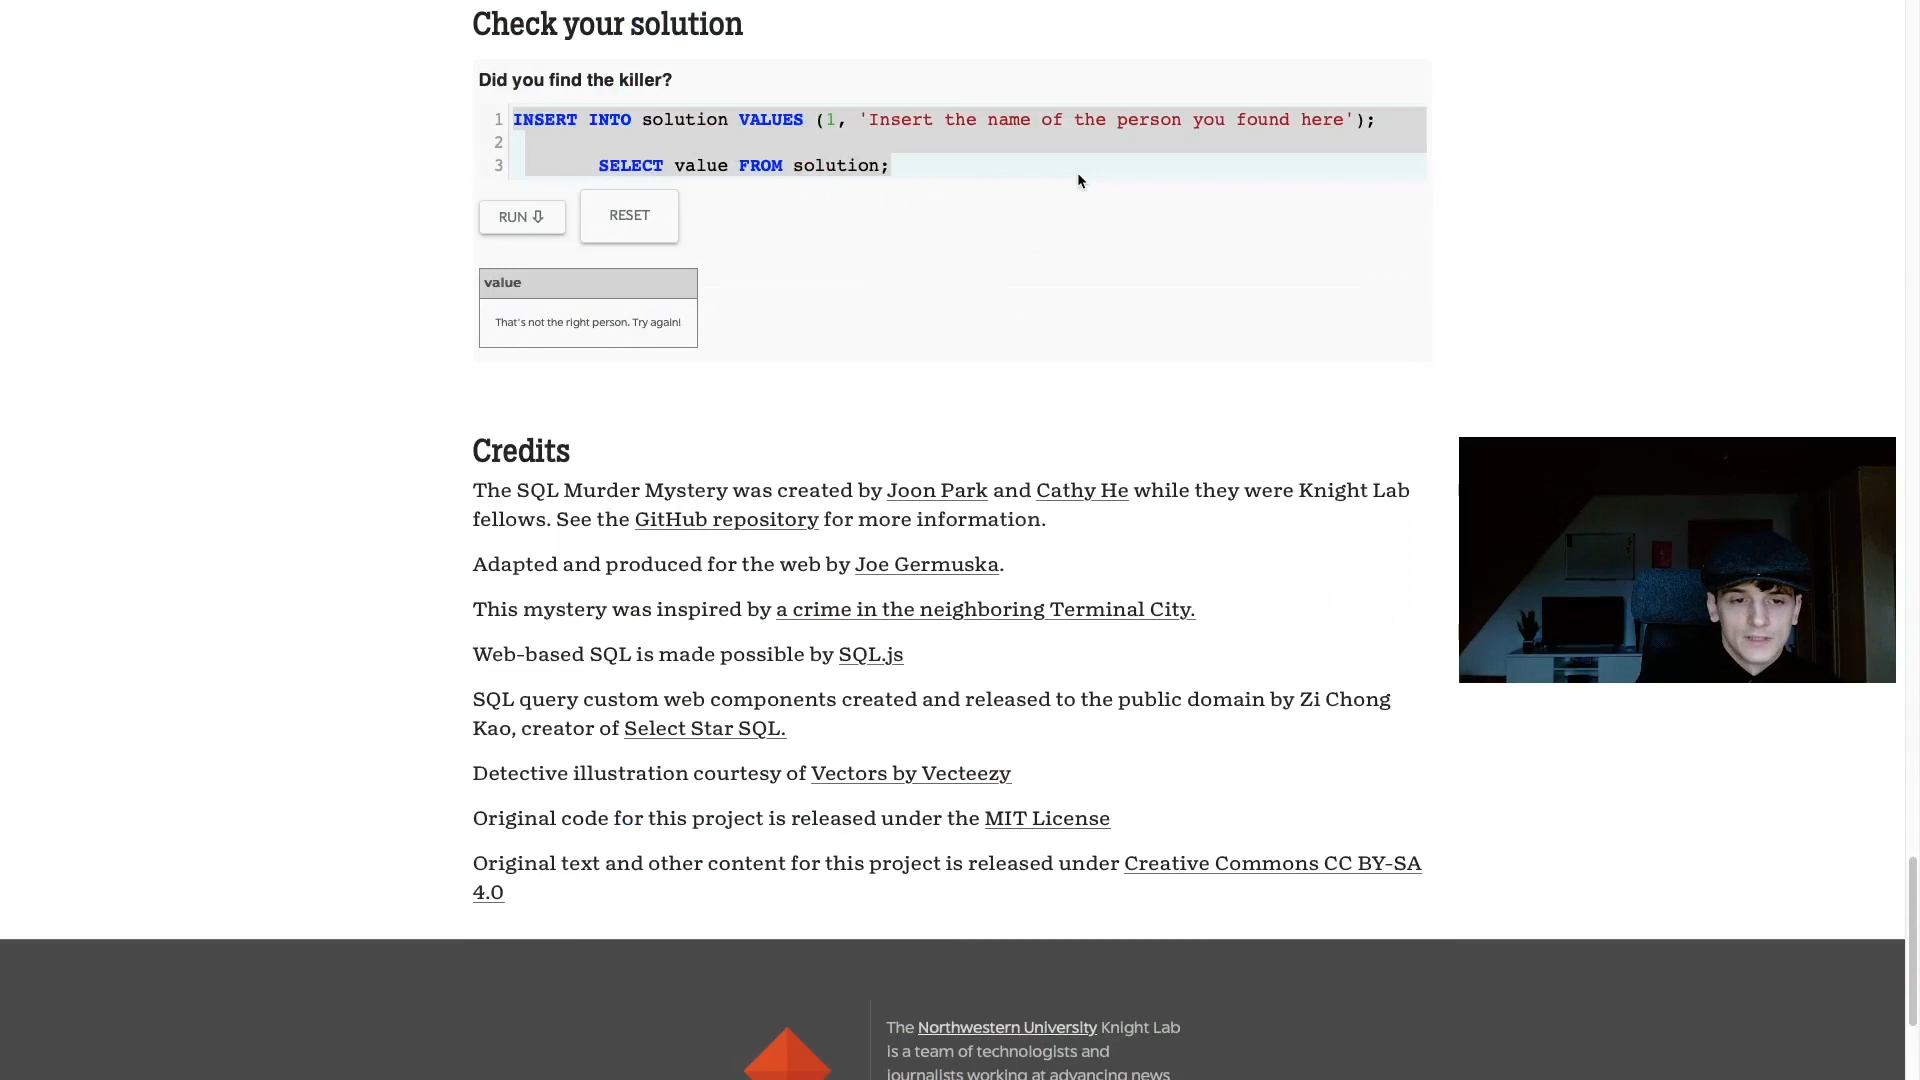 Check your solution
Did you find the killer?
1 INSERT INTO solution VALUES (1, 'Insert the name of the person you found here');
2
3 SELECT value FROM solution;
RUN ⇩ RESET
value
That's not the right person. Try again!
Credits
The SQL Murder Mystery was created by Joon Park and Cathy He while they were Knight Lab
fellows. See the GitHub repository for more information.
Adapted and produced for the web by Joe Germuska.
This mystery was inspired by a crime in the neighboring Terminal City.
Web-based SQL is made possible by SQL.js
SQL query custom web components created and released to the public domain by Zi Chong
Kao, creator of Select Star SQL.
Detective illustration courtesy of Vectors by Vecteezy
Original code for this project is released under the MIT License
Original text and other content for this project is released under Creative Commons CC BY-SA
4.0
The Northwestern University Knight Lab
is a team of technologists and
journalists working at advancing news